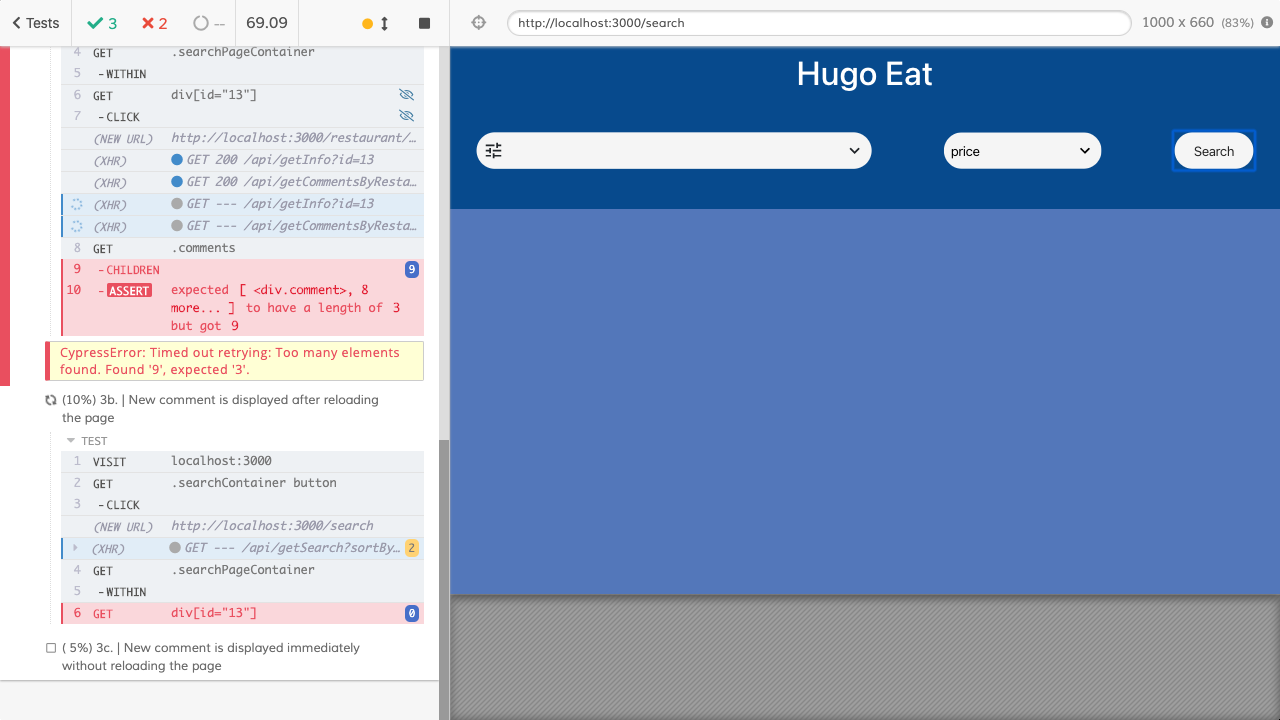 Tests 3 2 -- 69.09
http://localhost:3000/search
1000 x 660 (83%)
4 GET .searchPageContainer
5 -WITHIN
6 GET div[id="13"]
7 -CLICK
(NEW URL) http://localhost:3000/restaurant/…
(XHR) GET 200 /api/getInfo?id=13
(XHR) GET 200 /api/getCommentsByResta…
(XHR) GET --- /api/getInfo?id=13
(XHR) GET --- /api/getCommentsByResta…
8 GET .comments
9 -CHILDREN 9
10 -ASSERT expected [ <div.comment>, 8
more... ] to have a length of 3
but got 9
CypressError: Timed out retrying: Too many elements
found. Found '9', expected '3'.
(10%) 3b. | New comment is displayed after reloading
the page
TEST
1 VISIT localhost:3000
2 GET .searchContainer button
3 -CLICK
(NEW URL) http://localhost:3000/search
(XHR) GET --- /api/getSearch?sortBy… 2
4 GET .searchPageContainer
5 -WITHIN
6 GET div[id="13"] 0
( 5%) 3c. | New comment is displayed immediately
without reloading the page
Hugo Eat
price
Search